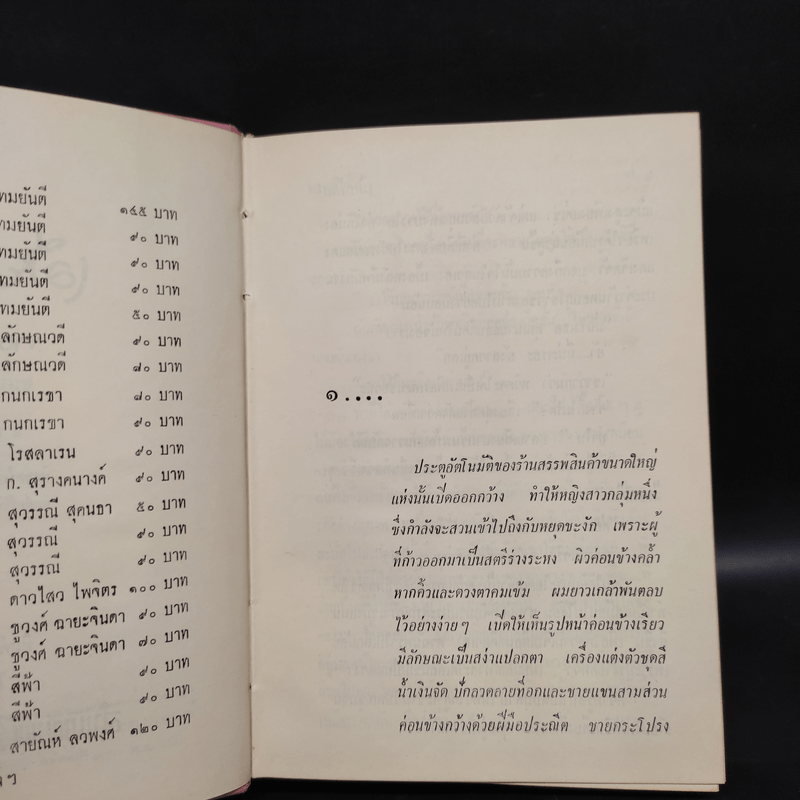 ทมยันตี ๑๔๕ บาท
ทมยันตี ๙๐ บาท
ทมยันตี ๙๐ บาท
ทมยันตี ๙๐ บาท
ทมยันตี ๕๐ บาท
ลักษณวดี ๙๐ บาท
ลักษณวดี ๘๐ บาท
กนกเรขา ๘๐ บาท
กนกเรขา ๙๐ บาท
โรสลาเรน ๙๐ บาท
ก. สุรางคนางค์ ๙๐ บาท
สุวรรณี สุคนธา ๕๐ บาท
สุวรรณี ๙๐ บาท
สุวรรณี ๙๐ บาท
ดาวไสว ไพจิตร ๑๐๐ บาท
ชูวงศ์ ฉายะจินดา ๙๐ บาท
ชูวงศ์ ฉายะจินดา ๗๐ บาท
สีฟ้า ๙๐ บาท
สีฟ้า ๙๐ บาท
สายัณห์ ลวพงศ์ ๑๒๐ บาท
๑....
ประตูอัตโนมัติของร้านสรรพสินค้าขนาดใหญ่
แห่งนั้นเปิดออกกว้าง ทำให้หญิงสาวกลุ่มหนึ่ง
ซึ่งกำลังจะสวนเข้าไปถึงกับหยุดชะงัก เพราะผู้
ที่ก้าวออกมาเป็นสตรีร่างระหง ผิวค่อนข้างคล้ำ
หากคิ้วและดวงตาคมเข้ม ผมยาวเกล้าพันตลบ
ไว้อย่างง่ายๆ เปิดให้เห็นรูปหน้าค่อนข้างเรียว
มีลักษณะเป็นสง่าแปลกตา เครื่องแต่งตัวชุดสี
น้ำเงินจัด ปักลวดลายที่อกและชายแขนสามส่วน
ค่อนข้างกว้างด้วยฝีมือประณีต ชายกระโปรง